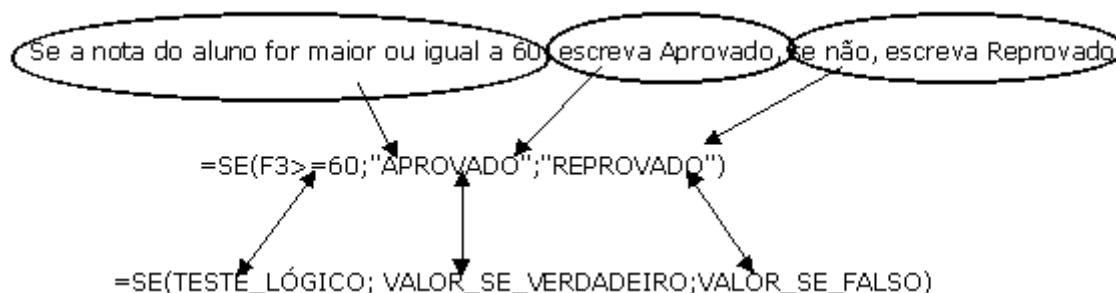 Se a nota do aluno for maior ou igual a 60, escreva Aprovado, se não, escreva Reprovado
=SE(F3>=60;"APROVADO";"REPROVADO")
=SE(TESTE_LÓGICO; VALOR_SE_VERDADEIRO;VALOR_SE_FALSO)